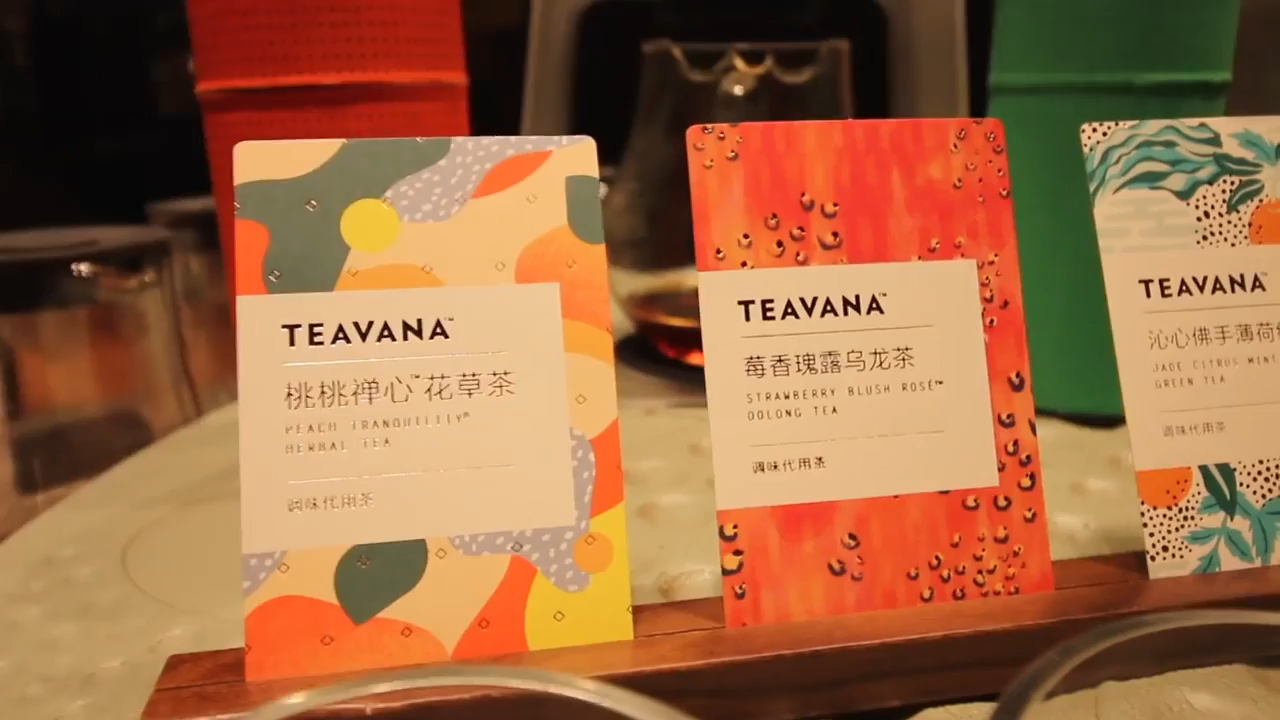 TEAVANA™
桃桃禅心™花草茶
PEACH TRANQUILITY®
HERBAL TEA
调味代用茶
TEAVANA™
莓香瑰露乌龙茶
STRAWBERRY BLUSH ROSÉ™
OOLONG TEA
调味代用茶
TEAVANA™
沁心佛手薄荷
JADE CITRUS MINT
GREEN TEA
调味代用茶